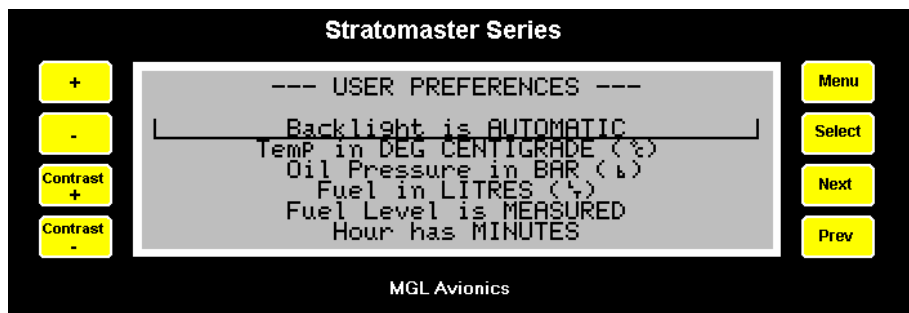 Stratomaster Series
+
-
Contrast
+
Contrast
-
--- USER PREFERENCES ---
Backlight is AUTOMATIC
Temp in DEG CENTIGRADE (°c)
Oil Pressure in BAR (b)
Fuel in LITRES (
Fuel Level is MEASURED
Hour has MINUTES
Menu
Select
Next
Prev
MGL Avionics